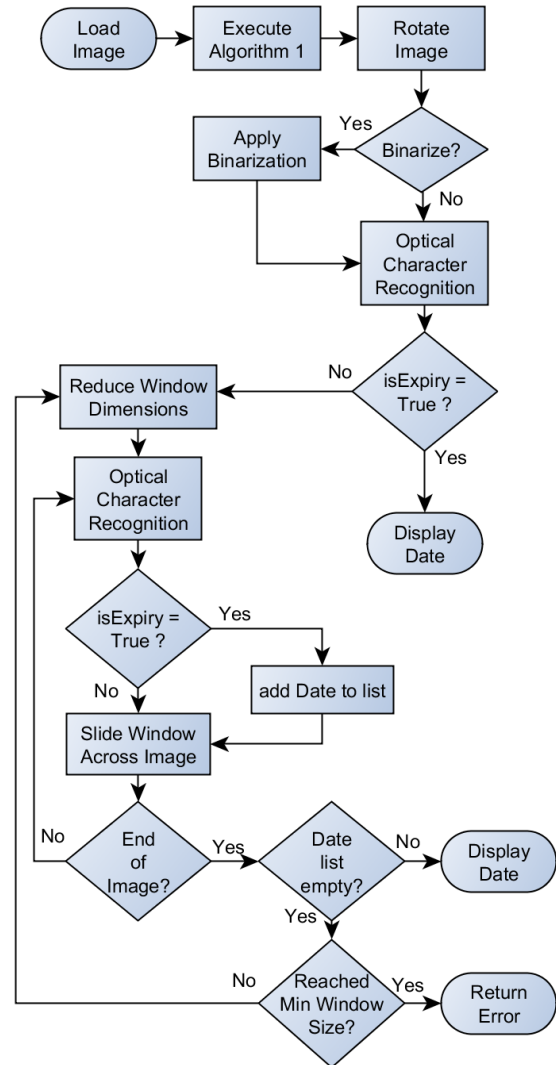 Load
Image
Execute
Algorithm 1
Rotate
Image
Yes
Apply
Binarization
Binarize?
No
Optical
Character
Recognition
No
isExpiry =
True ?
Reduce Window
Dimensions
Yes
Optical
Character
Recognition
Display
Date
isExpiry =
True ?
Yes
No
add Date to list
Slide Window
Across Image
No
End
of
Image?
Yes
Date
list
empty?
No
Display
Date
Yes
No
Reached
Min Window
Size?
Yes
Return
Error